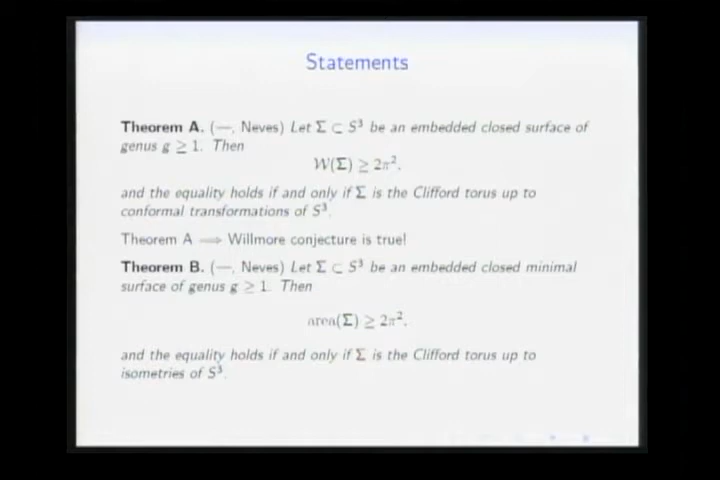 Statements
Theorem A. (—, Neves) Let Σ ⊂ S³ be an embedded closed surface of
genus g ≥ 1. Then
W(Σ) ≥ 2π².
and the equality holds if and only if Σ is the Clifford torus up to
conformal transformations of S³.
Theorem A ⟹ Willmore conjecture is true!
Theorem B. (—, Neves) Let Σ ⊂ S³ be an embedded closed minimal
surface of genus g ≥ 1. Then
area(Σ) ≥ 2π².
and the equality holds if and only if Σ is the Clifford torus up to
isometries of S³.